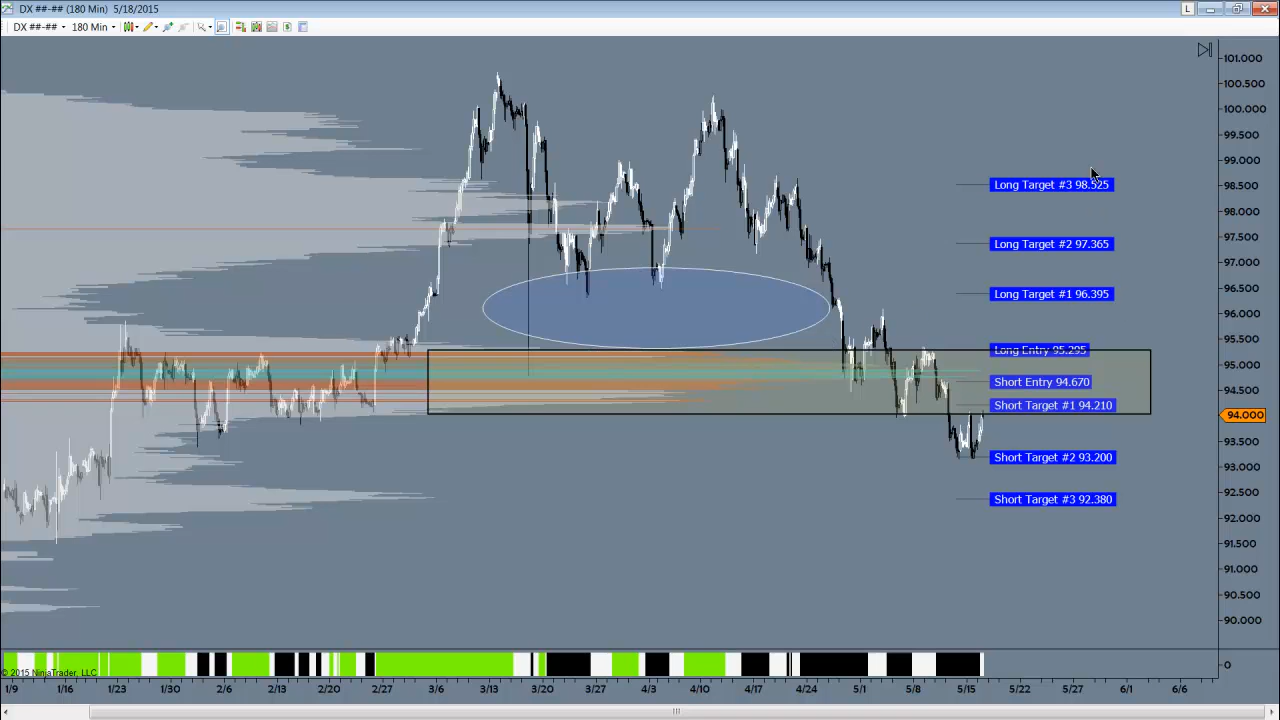 DX ##-## (180 Min)  5/18/2015
L
DX ##-## 180 Min
101.000
100.500
100.000
99.500
99.000
98.500
98.000
97.500
97.000
96.500
96.000
95.500
95.000
94.500
94.000
93.500
93.000
92.500
92.000
91.500
91.000
90.500
90.000
Long Target #3 98.525
Long Target #2 97.365
Long Target #1 96.395
Long Entry 95.295
Short Entry 94.670
Short Target #1 94.210
Short Target #2 93.200
Short Target #3 92.380
0
© 2015 NinjaTrader, LLC
1/9 1/16 1/23 1/30 2/6 2/13 2/20 2/27 3/6 3/13 3/20 3/27 4/3 4/10 4/17 4/24 5/1 5/8 5/15 5/22 5/27 6/1 6/6